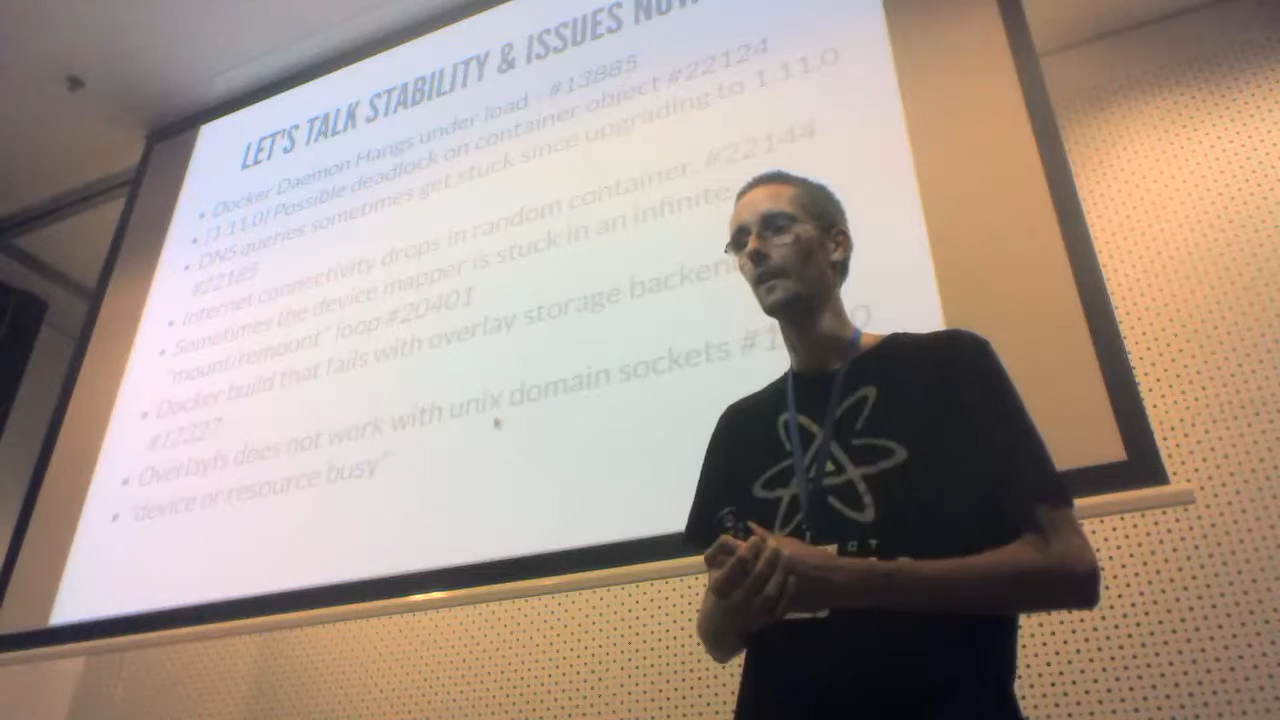 LET'S TALK STABILITY & ISSUES NOW
• Docker Daemon Hangs under load - #13885
• [1.11.0] Possible deadlock on container object #22124
• DNS queries sometimes get stuck since upgrading to 1.11.0
#22185
• Internet connectivity drops in random container. #22144
• Sometimes the device mapper is stuck in an infinite
"mount/remount" loop #20401
• Docker build that fails with overlay storage backend
#12327
• Overlayfs does not work with unix domain sockets #1
• "device or resource busy"